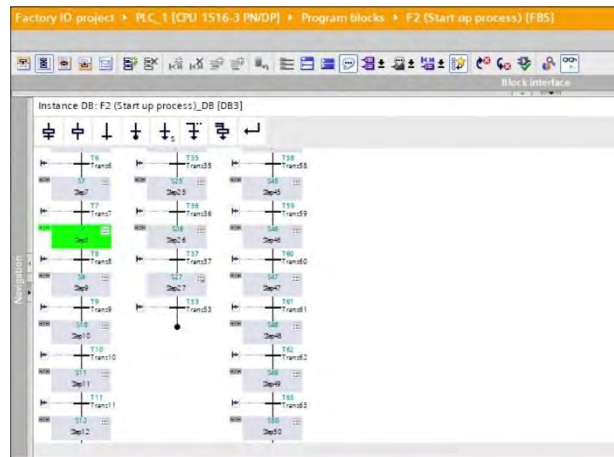 Factory IO project ▸ PLC_1 [CPU 1516-3 PN/DP] ▸ Program blocks ▸ F2 (Start up process) [FB5]
Block interface
Instance DB: F2 (Start up process)_DB [DB3]
Navigation
T6 T35 T58
Trans6 Trans35 Trans58
S7 S25
Step7 Step25 Step45
T7 T36 T59
Trans7 Trans36 Trans59
S26 S46
Step8 Step26 Step46
T8 T37 T60
Trans8 Trans37 Trans60
S9 S27 S47
Step9 Step27 Step47
T9 T53 T61
Trans9 Trans53 Trans61
S10 S48
Step10 Step48
T10 T62
Trans10 Trans62
S11 S49
Step11 Step49
T11 T63
Trans11 Trans63
S12 S50
Step12 Step50